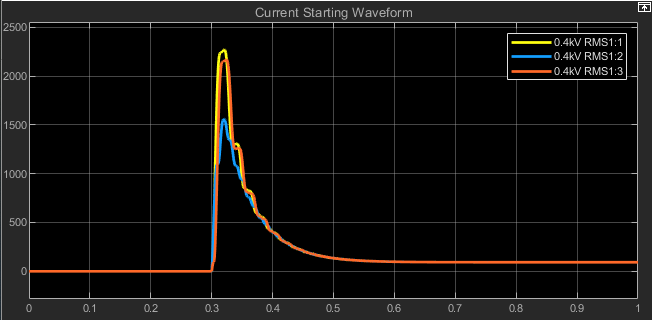 Current Starting Waveform
2500
2000
1500
1000
500
0
0.4kV RMS1:1
0.4kV RMS1:2
0.4kV RMS1:3
0 0.1 0.2 0.3 0.4 0.5 0.6 0.7 0.8 0.9 1